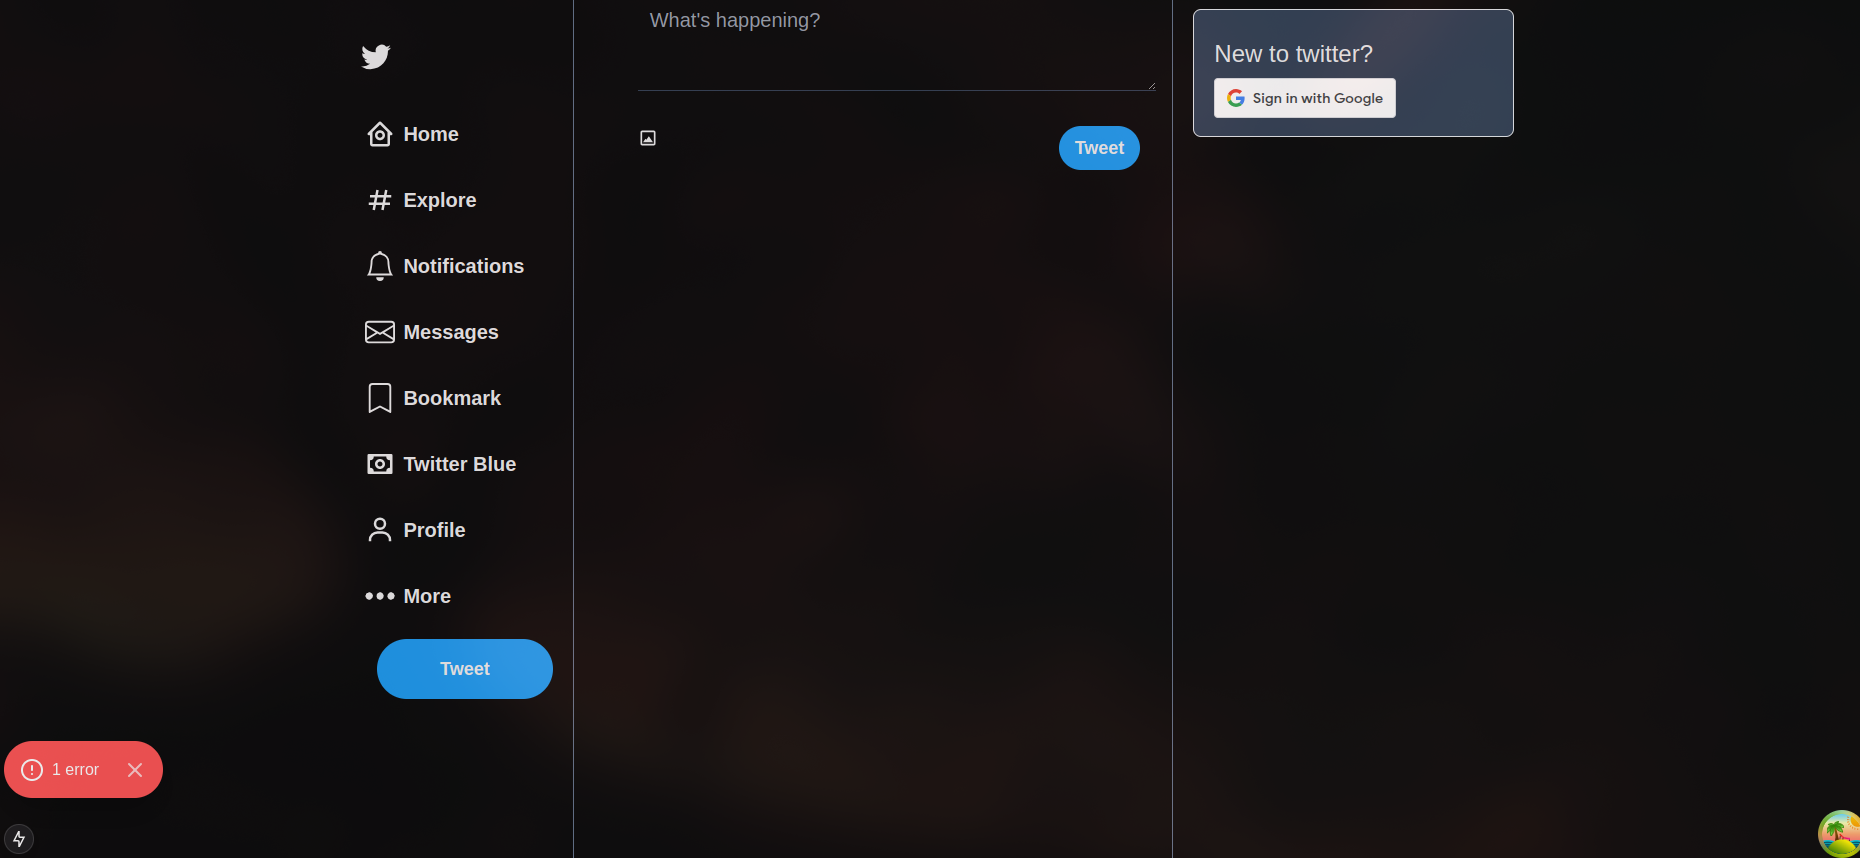 Home
Explore
Notifications
Messages
Bookmark
Twitter Blue
Profile
More
Tweet
What's happening?
Tweet
New to twitter?
Sign in with Google
1 error